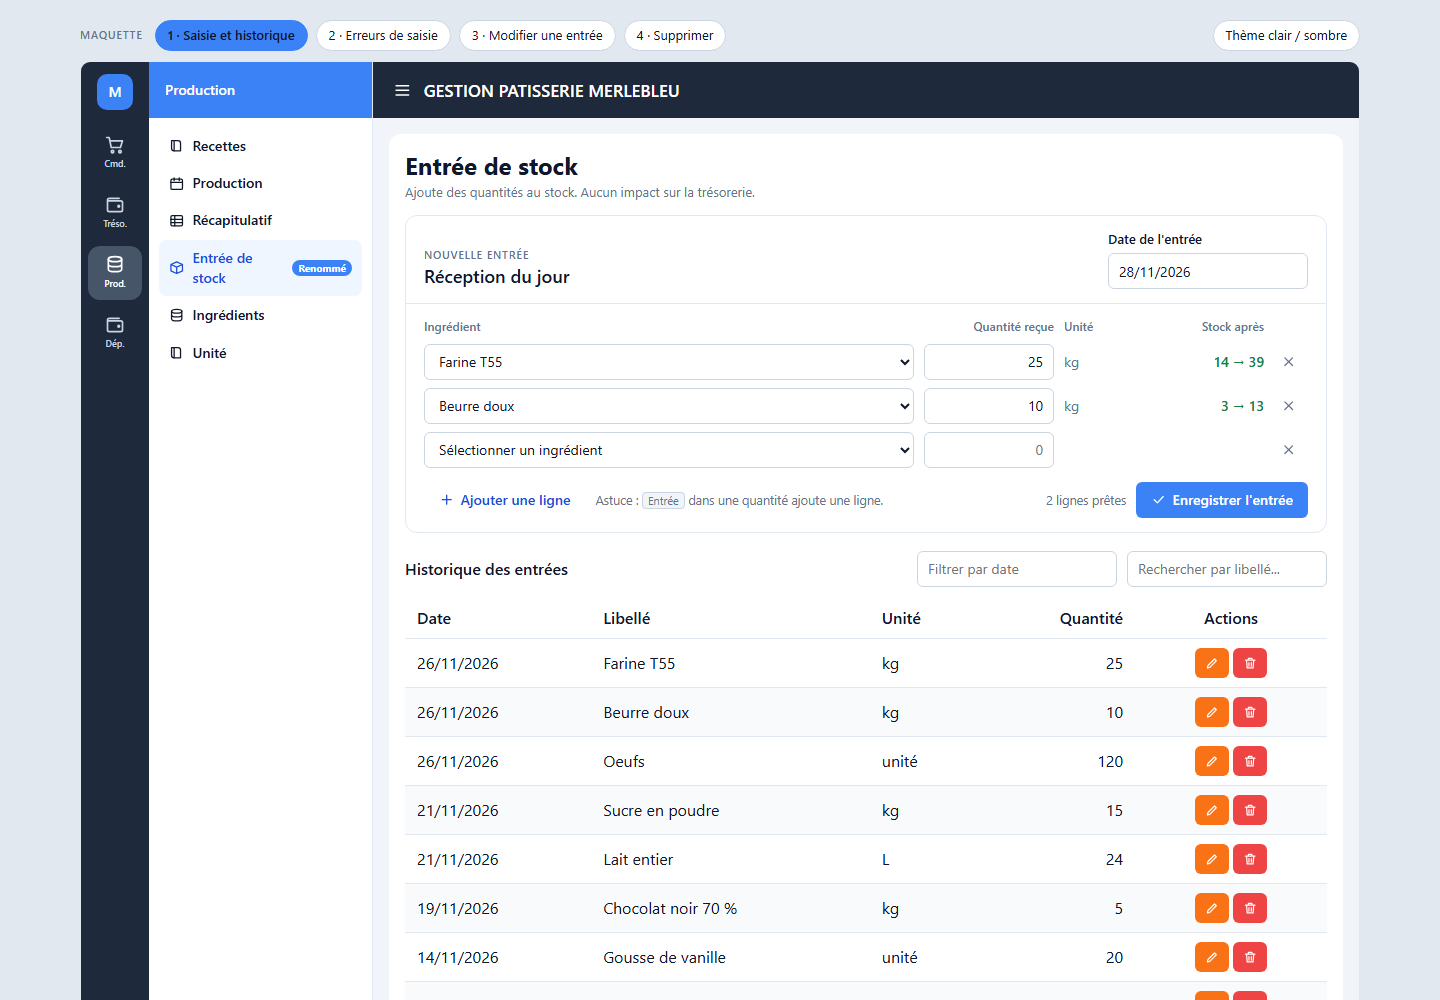 MAQUETTE 1 · Saisie et historique 2 · Erreurs de saisie 3 · Modifier une entrée 4 · Supprimer Thème clair / sombre
M Production GESTION PATISSERIE MERLEBLEU
Cmd.
Tréso.
Prod.
Dép.
Recettes
Production
Récapitulatif
Entrée de
stock
Renommé
Ingrédients
Unité
Entrée de stock
Ajoute des quantités au stock. Aucun impact sur la trésorerie.
NOUVELLE ENTRÉE
Réception du jour
Date de l'entrée
28/11/2026
Ingrédient Quantité reçue Unité Stock après
Farine T55 25 kg 14 → 39
Beurre doux 10 kg 3 → 13
Sélectionner un ingrédient 0
Ajouter une ligne Astuce : Entrée dans une quantité ajoute une ligne. 2 lignes prêtes Enregistrer l'entrée
Historique des entrées Filtrer par date Rechercher par libellé...
Date Libellé Unité Quantité Actions
26/11/2026 Farine T55 kg 25
26/11/2026 Beurre doux kg 10
26/11/2026 Oeufs unité 120
21/11/2026 Sucre en poudre kg 15
21/11/2026 Lait entier L 24
19/11/2026 Chocolat noir 70 % kg 5
14/11/2026 Gousse de vanille unité 20